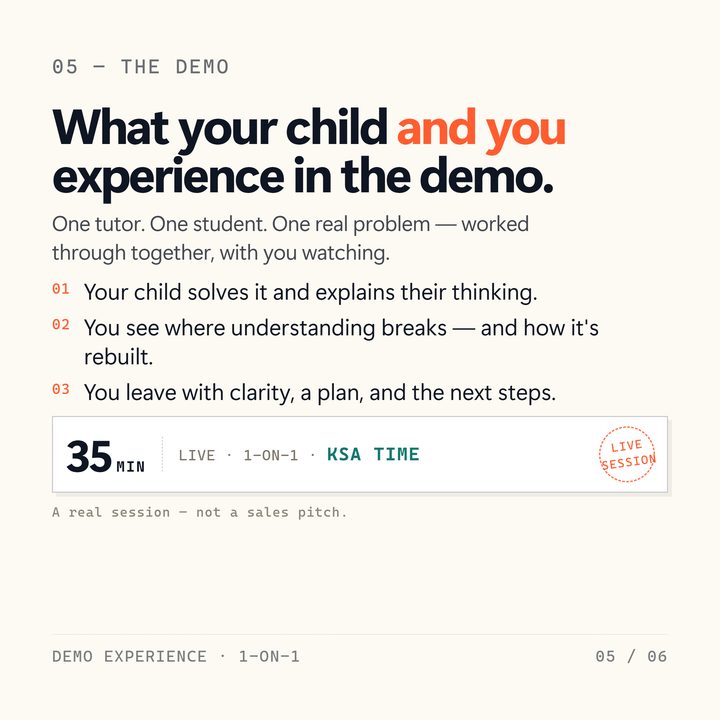 05 — THE DEMO
What your child and you
experience in the demo.
One tutor. One student. One real problem — worked
through together, with you watching.
01 Your child solves it and explains their thinking.
02 You see where understanding breaks — and how it's
rebuilt.
03 You leave with clarity, a plan, and the next steps.
35 MIN LIVE · 1-ON-1 · KSA TIME
LIVE
SESSION
A real session — not a sales pitch.
DEMO EXPERIENCE · 1-ON-1
05 / 06